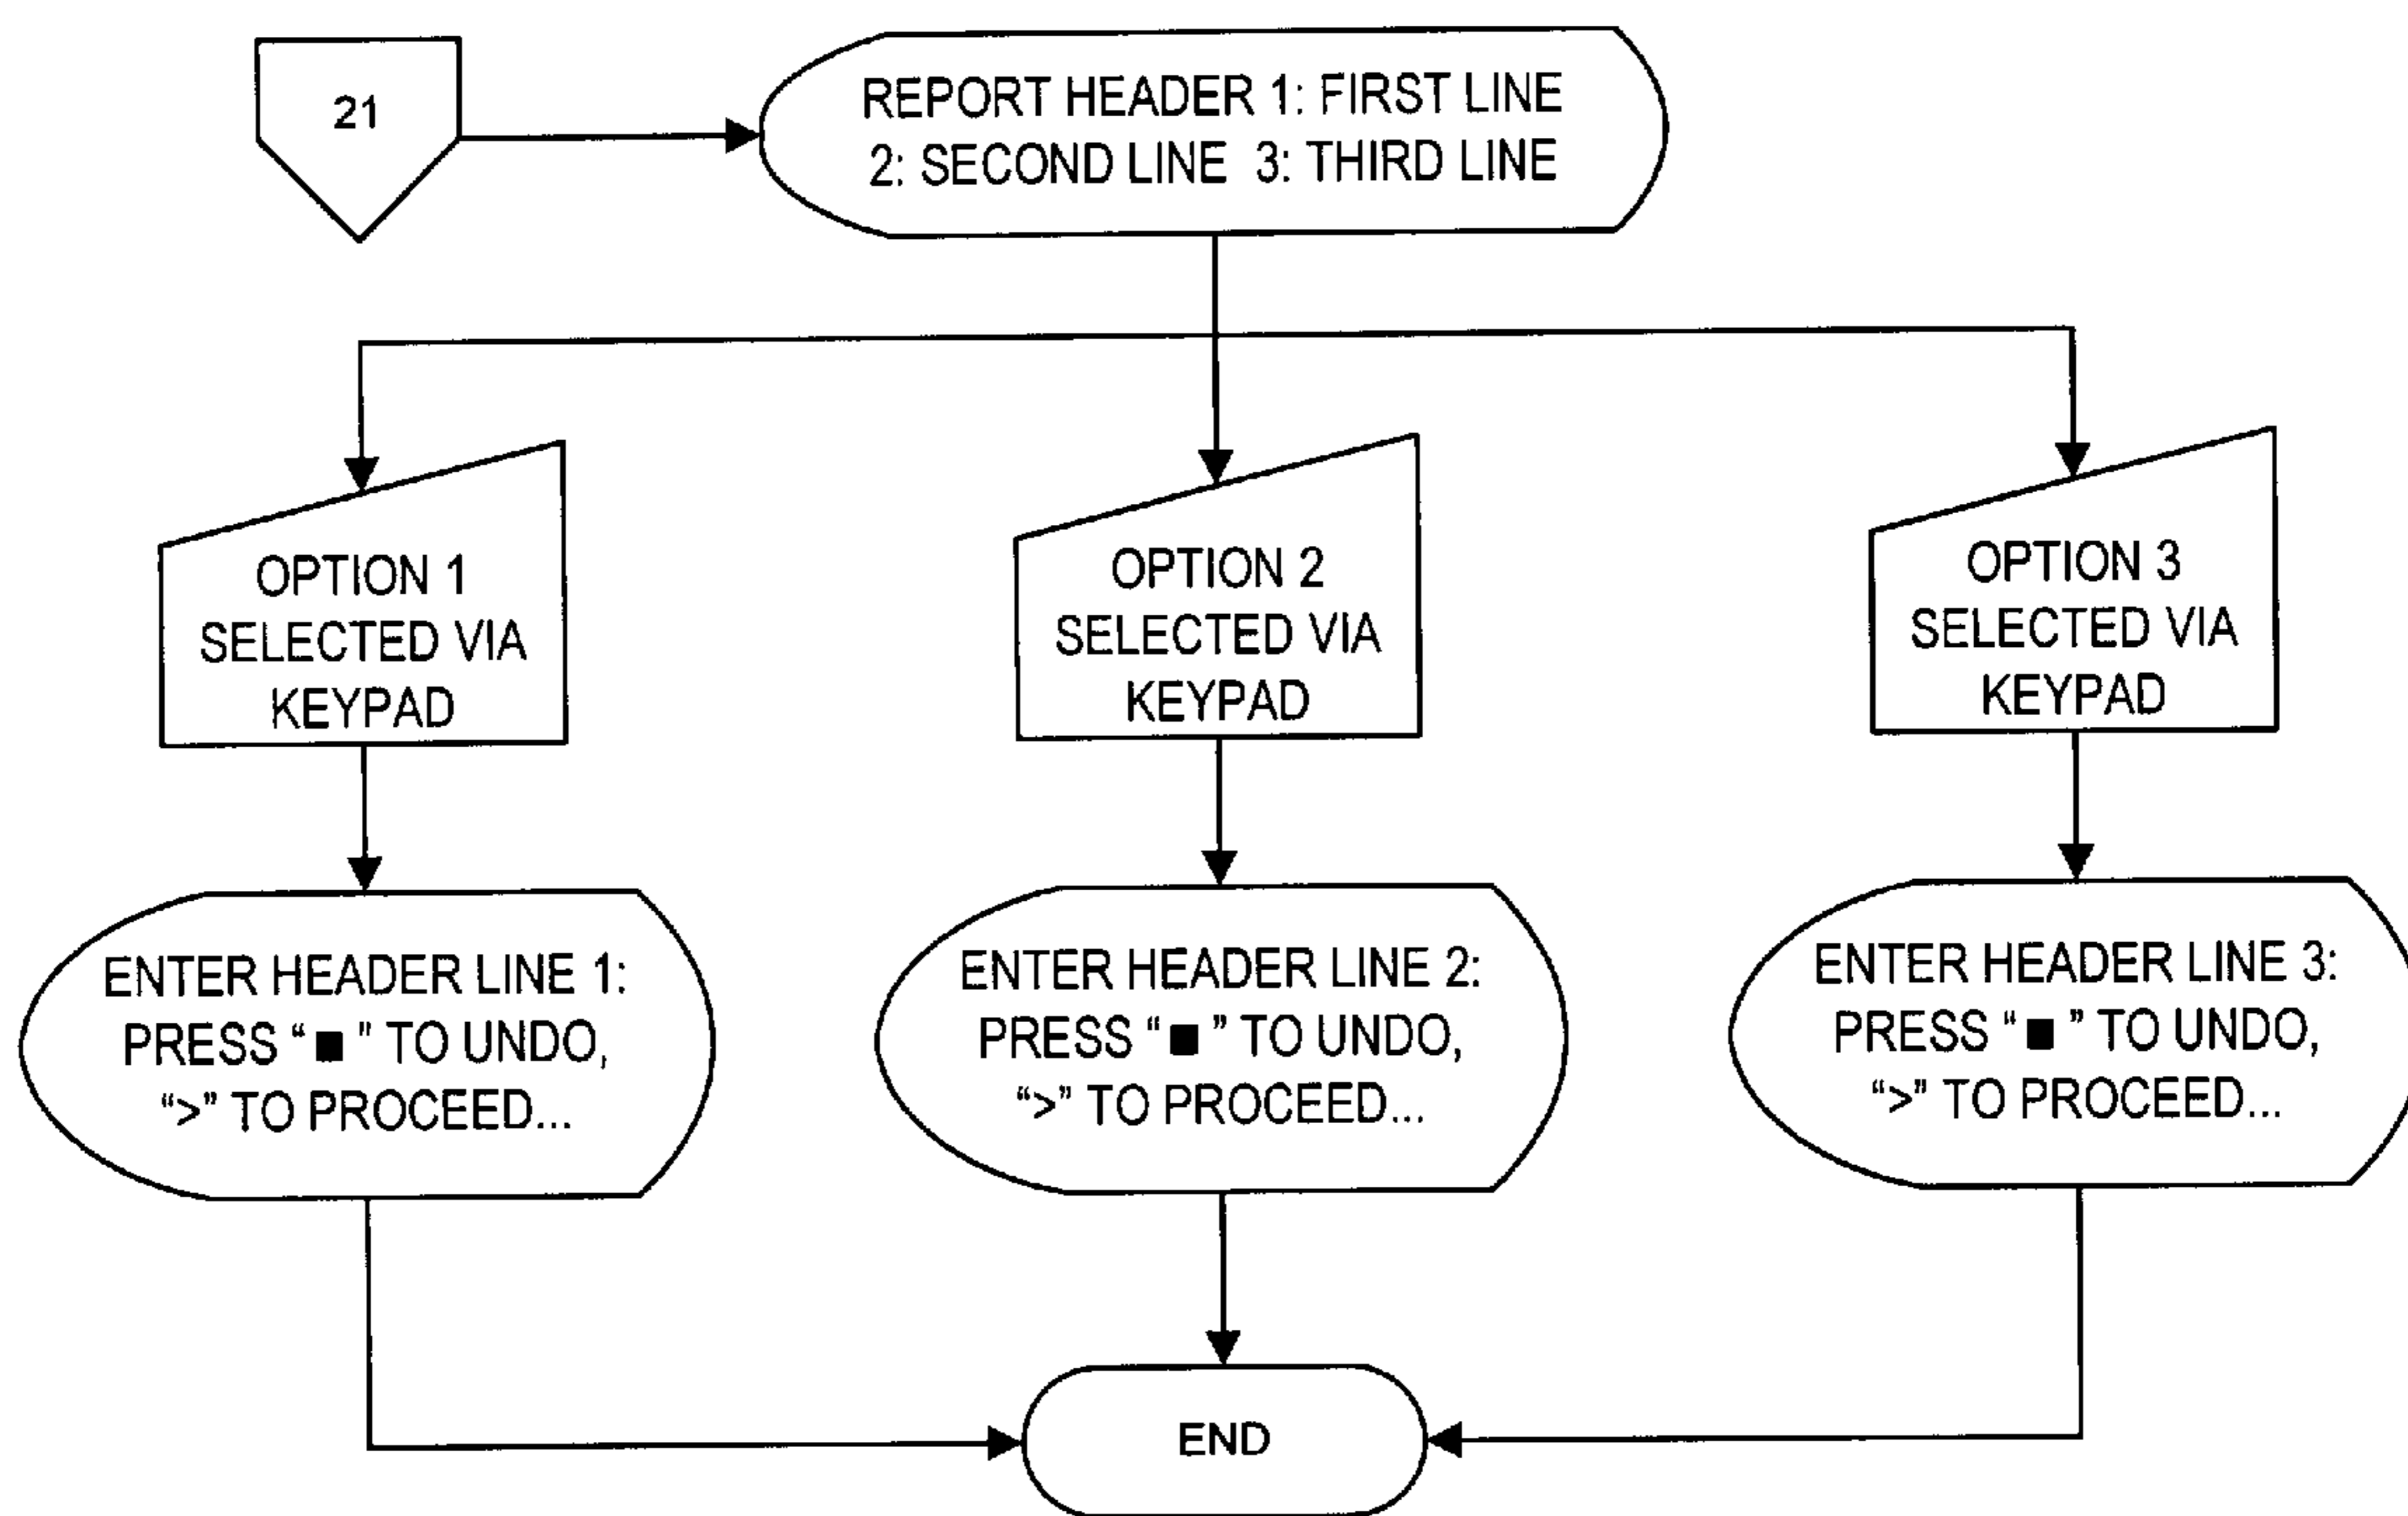 21
REPORT HEADER 1: FIRST LINE
2: SECOND LINE 3: THIRD LINE
OPTION 1
SELECTED VIA
KEYPAD
OPTION 2
SELECTED VIA
KEYPAD
OPTION 3
SELECTED VIA
KEYPAD
ENTER HEADER LINE 1:
PRESS “ ■ ” TO UNDO,
“>” TO PROCEED...
ENTER HEADER LINE 2:
PRESS “ ■ ” TO UNDO,
“>” TO PROCEED...
ENTER HEADER LINE 3:
PRESS “ ■ ” TO UNDO,
“>” TO PROCEED...
END